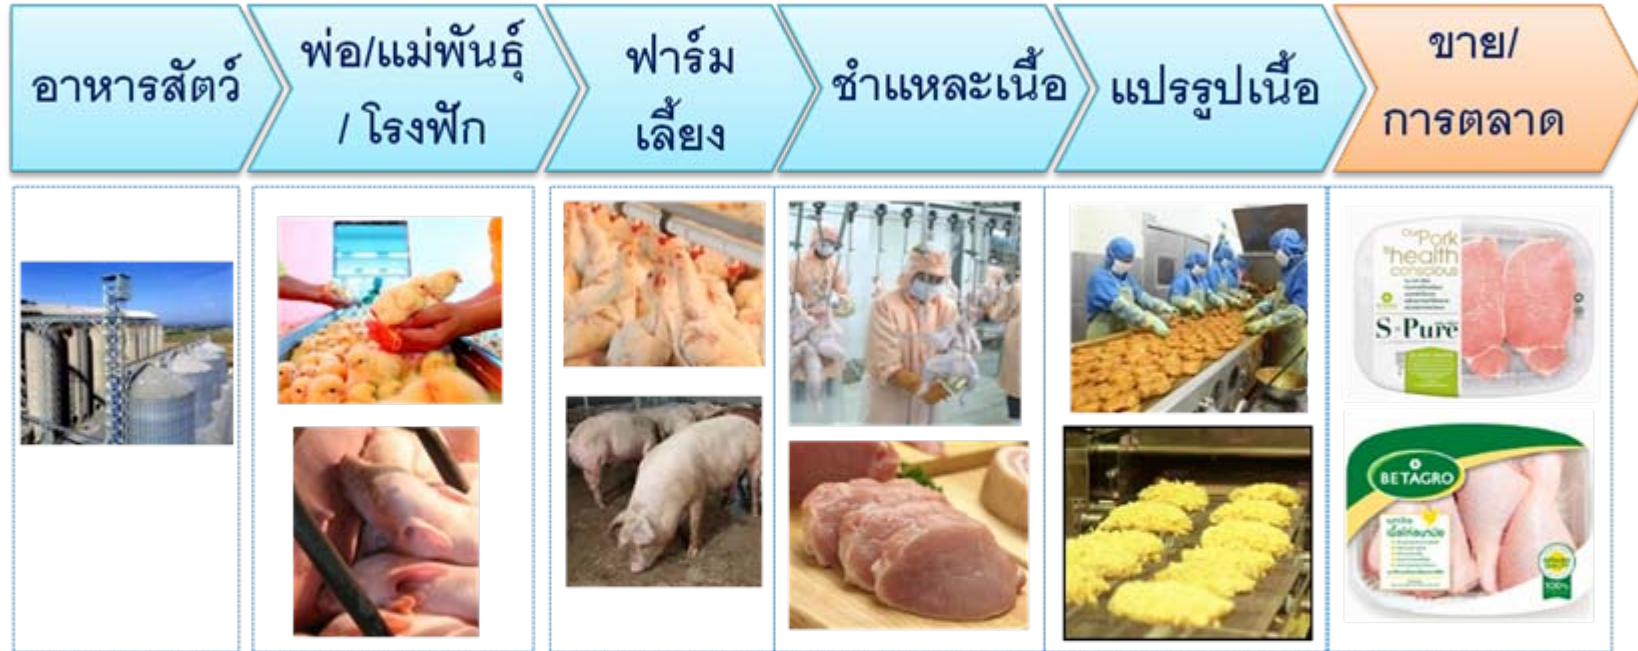 อาหารสัตว์
พ่อ/แม่พันธุ์
/ โรงฟัก
ฟาร์ม
เลี้ยง
ชำแหละเนื้อ
แปรรูปเนื้อ
ขาย/
การตลาด
Our Pork
is health
conscious
S-Pure
BETAGRO
100%